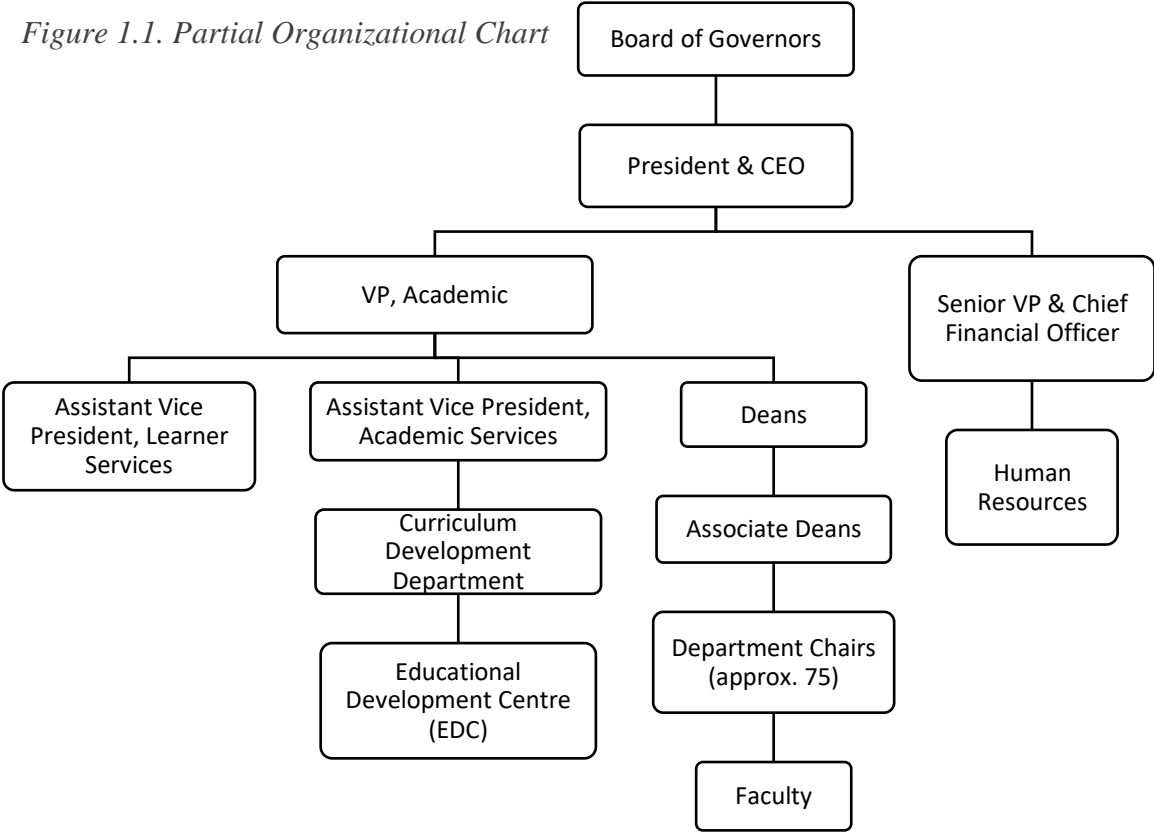 Figure 1.1. Partial Organizational Chart
Board of Governors
President & CEO
VP, Academic
Senior VP & Chief
Financial Officer
Assistant Vice
President, Learner
Services
Assistant Vice President,
Academic Services
Deans
Human
Resources
Curriculum
Development
Department
Associate Deans
Educational
Development Centre
(EDC)
Department Chairs
(approx. 75)
Faculty